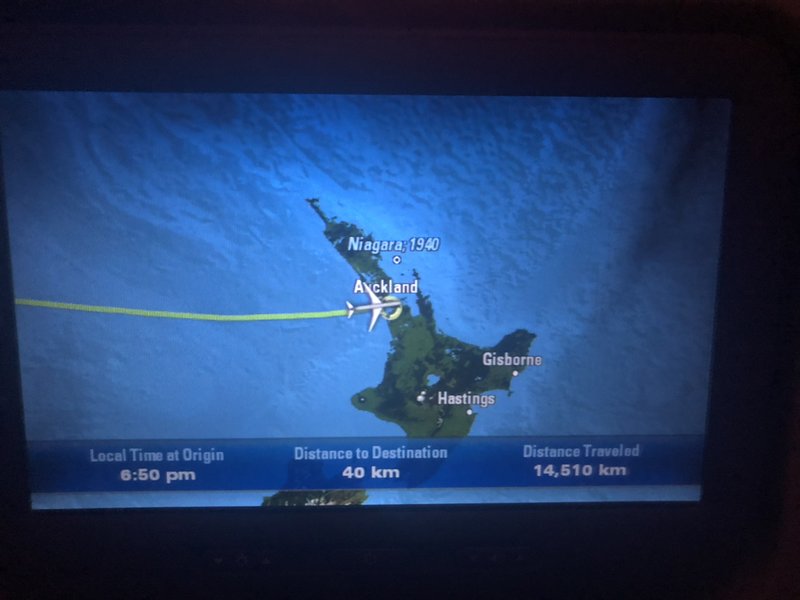 Niagara, 1940
Auckland
Gisborne
Hastings
Local Time at Origin
6:50 pm
Distance to Destination
40 km
Distance Traveled
14,510 km